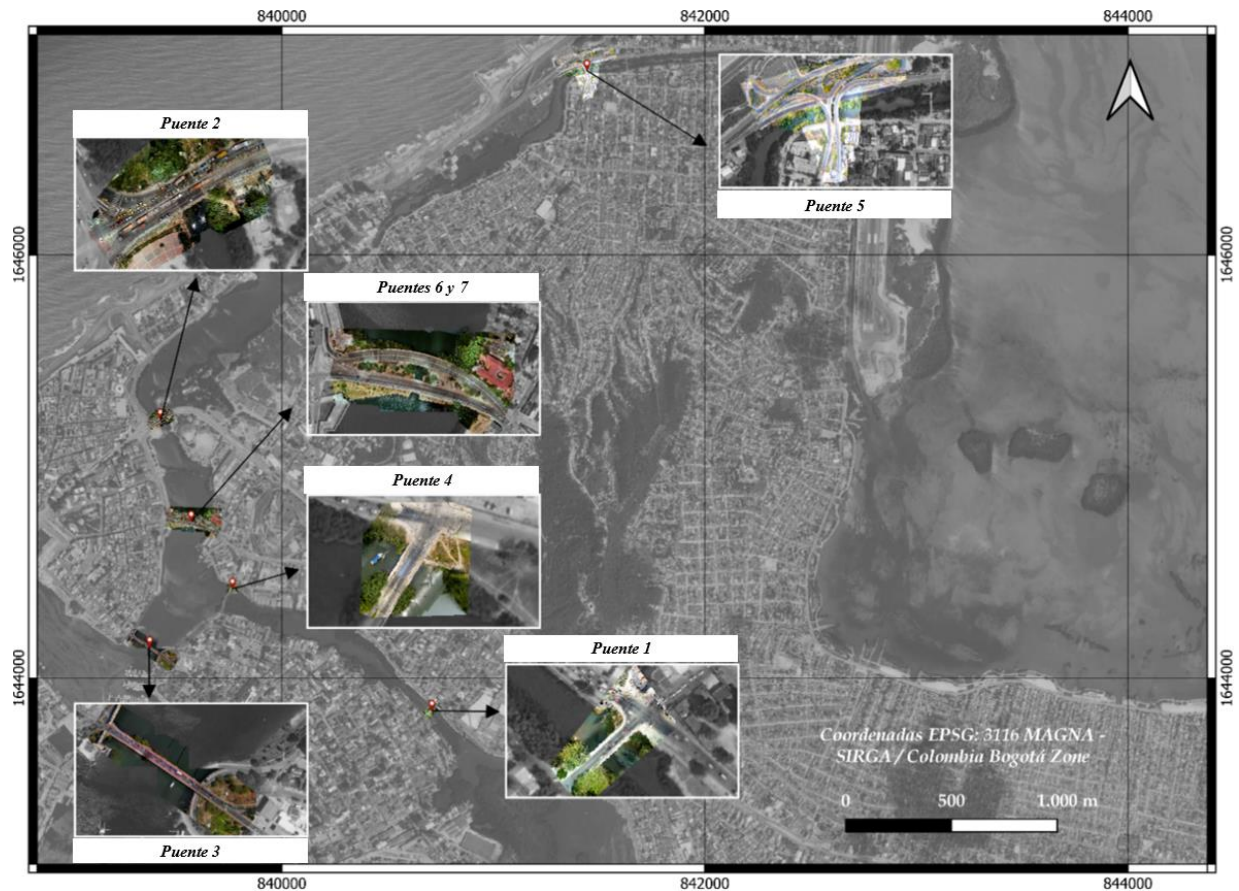 840000
842000
844000
Puente 2
Puente 5
1646000
1646000
Puentes 6 y 7
Puente 4
Puente 1
1644000
1644000
Coordenadas EPSG: 3116 MAGNA -
SIRGA / Colombia Bogotá Zone
0 500 1.000 m
Puente 3
840000
842000
844000